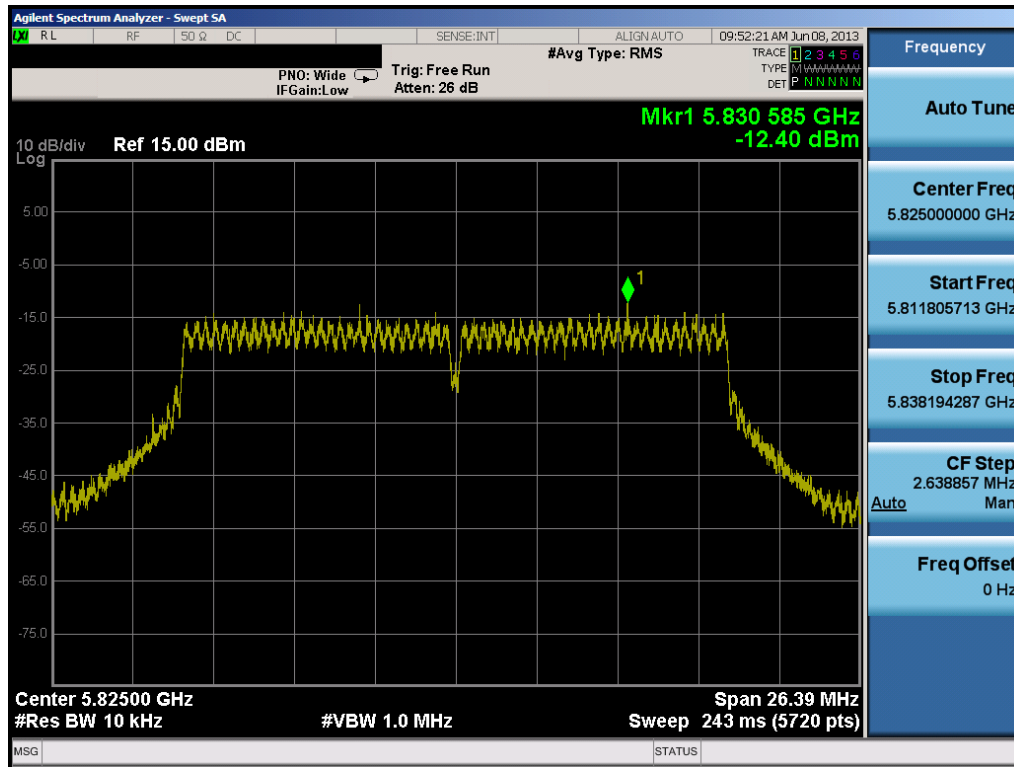 Agilent Spectrum Analyzer - Swept SA
LXI RL RF 50 Ω DC SENSE:INT ALIGN AUTO 09:52:21 AM Jun 08, 2013
Frequency
#Avg Type: RMS TRACE 1 2 3 4 5 6
PNO: Wide Trig: Free Run TYPE M WWWWW
IFGain:Low Atten: 26 dB DET P N N N N N
Auto Tune
Mkr1 5.830 585 GHz
-12.40 dBm
10 dB/div Ref 15.00 dBm
Log
5.00
-5.00
-15.0
-25.0
-35.0
-45.0
-55.0
-65.0
-75.0
1
Center Freq
5.825000000 GHz
Start Freq
5.811805713 GHz
Stop Freq
5.838194287 GHz
CF Step
2.638857 MHz
Auto Man
Freq Offset
0 Hz
Center 5.82500 GHz Span 26.39 MHz
#Res BW 10 kHz #VBW 1.0 MHz Sweep 243 ms (5720 pts)
MSG STATUS